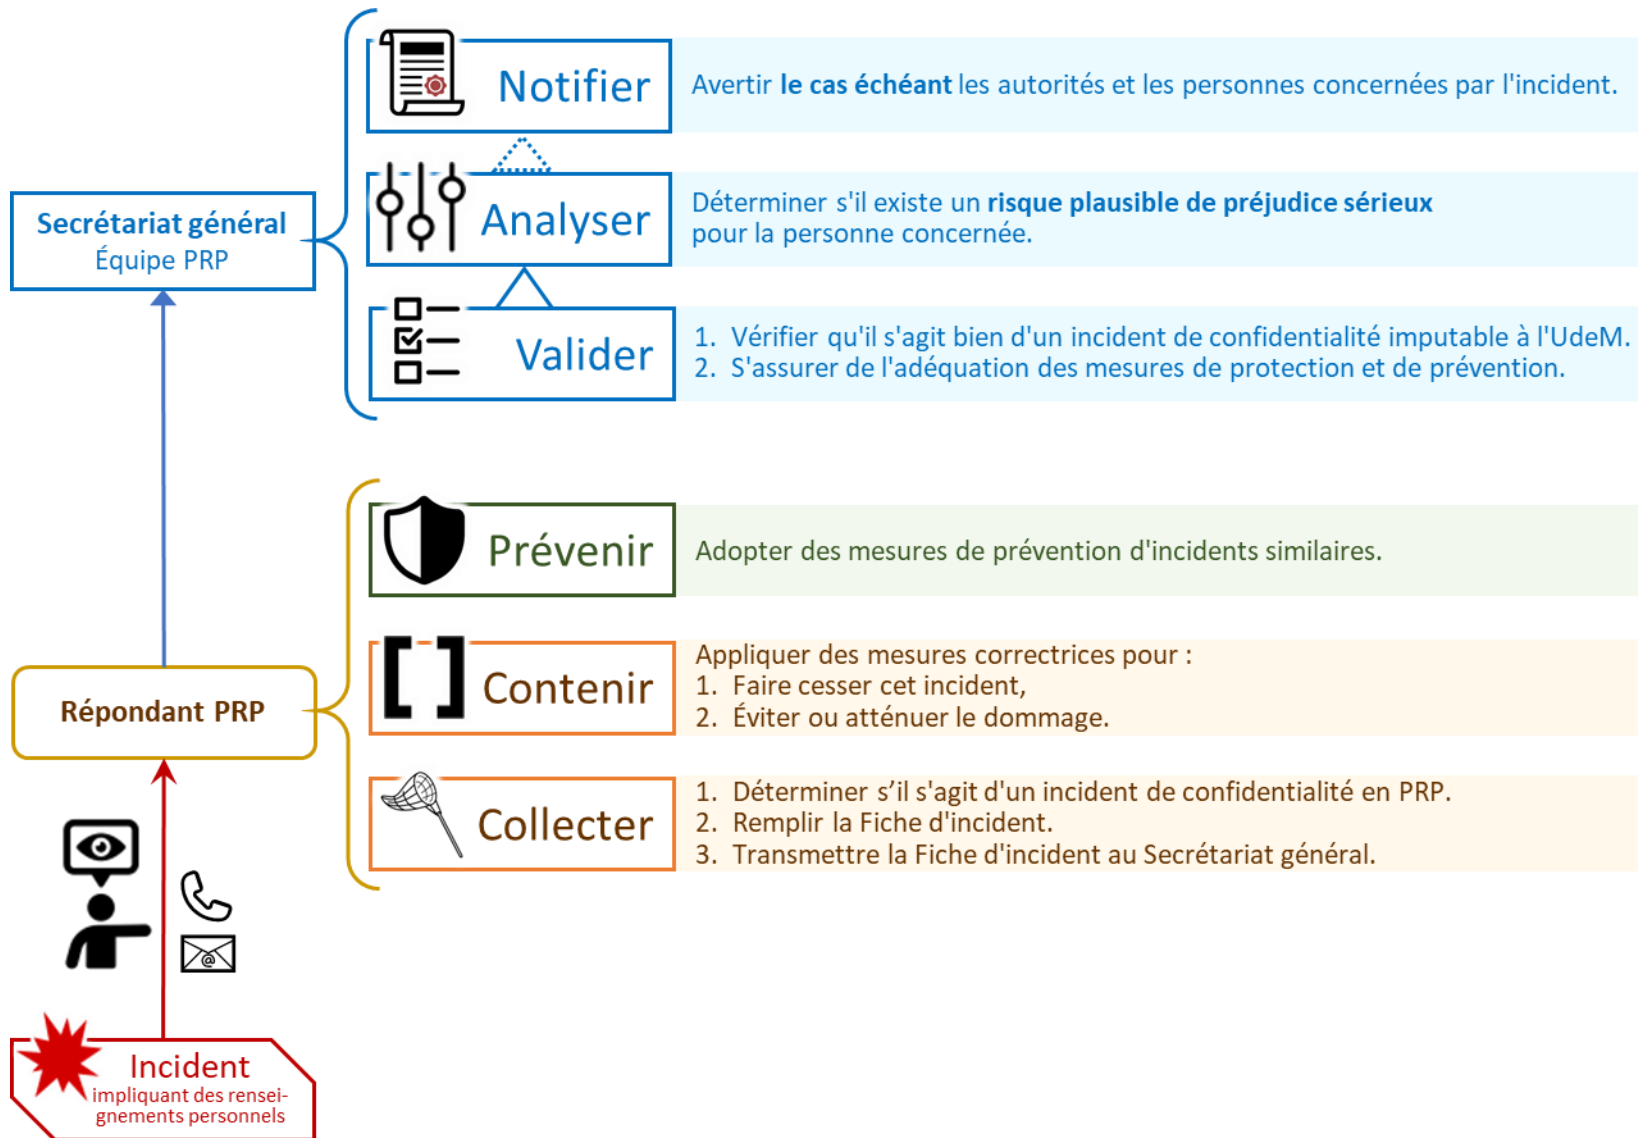 Notifier
Avertir le cas échéant les autorités et les personnes concernées par l'incident.
Secrétariat général
Équipe PRP
Analyser
Déterminer s'il existe un risque plausible de préjudice sérieux
pour la personne concernée.
Valider
1. Vérifier qu'il s'agit bien d'un incident de confidentialité imputable à l'UdeM.
2. S'assurer de l'adéquation des mesures de protection et de prévention.
Prévenir
Adopter des mesures de prévention d'incidents similaires.
Répondant PRP
Contenir
Appliquer des mesures correctrices pour :
1. Faire cesser cet incident,
2. Éviter ou atténuer le dommage.
Collecter
1. Déterminer s’il s'agit d'un incident de confidentialité en PRP.
2. Remplir la Fiche d'incident.
3. Transmettre la Fiche d'incident au Secrétariat général.
@
Incident
impliquant des rensei-
gnements personnels